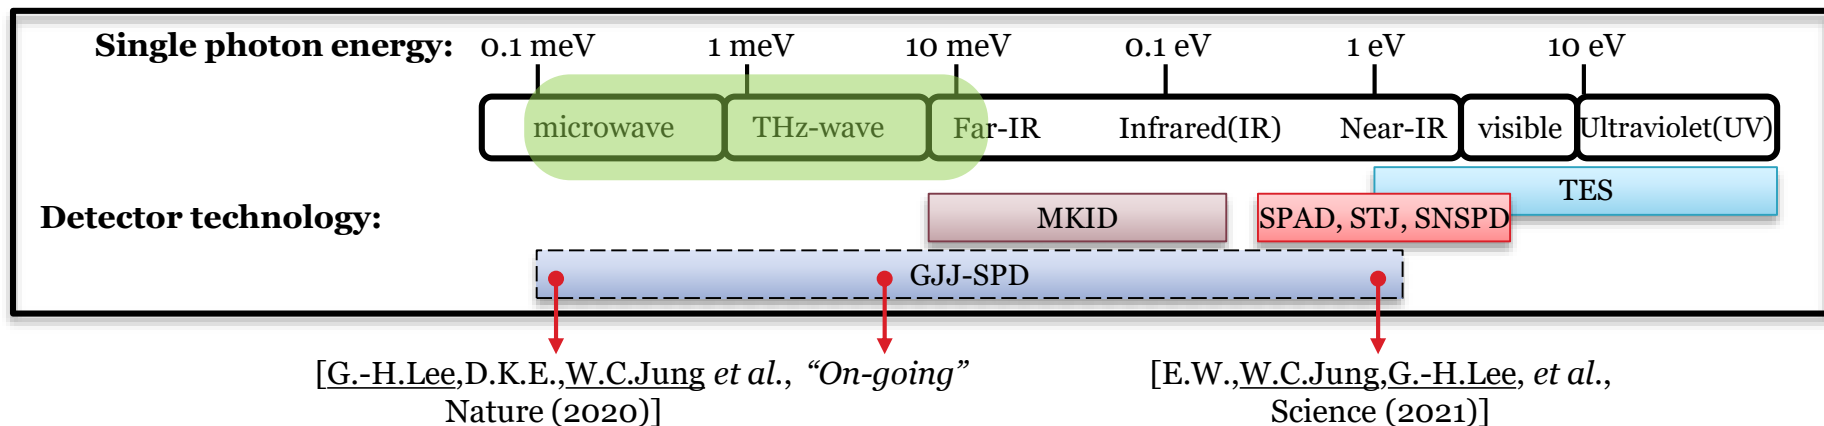 Single photon energy: 0.1 meV 1 meV 10 meV 0.1 eV 1 eV 10 eV
microwave THz-wave Far-IR Infrared(IR) Near-IR visible Ultraviolet(UV)
TES
Detector technology: MKID SPAD, STJ, SNSPD
GJJ-SPD
[G.-H.Lee,D.K.E.,W.C.Jung et al., “On-going” [E.W.,W.C.Jung,G.-H.Lee, et al.,
Nature (2020)] Science (2021)]